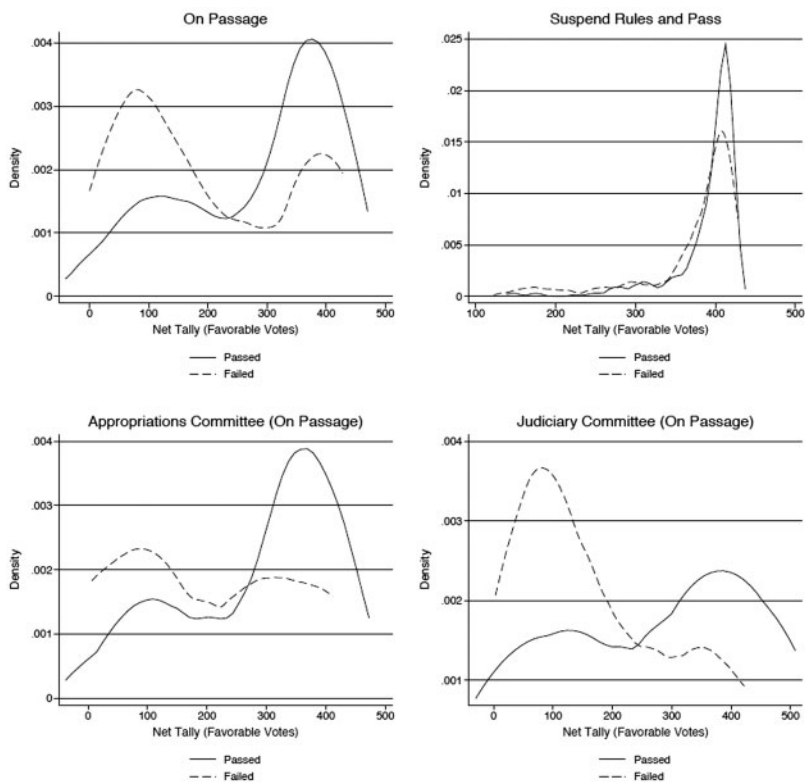 On Passage
.004
.003
.002
.001
0
Density
0 100 200 300 400 500
Net Tally (Favorable Votes)
Passed
Failed
Suspend Rules and Pass
.025
.02
.015
.01
.005
0
Density
100 200 300 400 500
Net Tally (Favorable Votes)
Passed
Failed
Appropriations Committee (On Passage)
.004
.003
.002
.001
0
Density
0 100 200 300 400 500
Net Tally (Favorable Votes)
Passed
Failed
Judiciary Committee (On Passage)
.004
.003
.002
.001
Density
0 100 200 300 400 500
Net Tally (Favorable Votes)
Passed
Failed